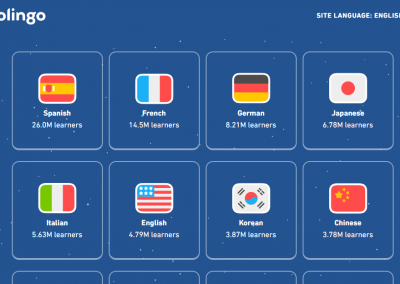 olingo
SITE LANGUAGE: ENGLISH
Spanish
26.0M learners
French
14.5M learners
German
8.21M learners
Japanese
6.78M learners
Italian
5.63M learners
English
4.79M learners
Korean
3.87M learners
Chinese
3.78M learners